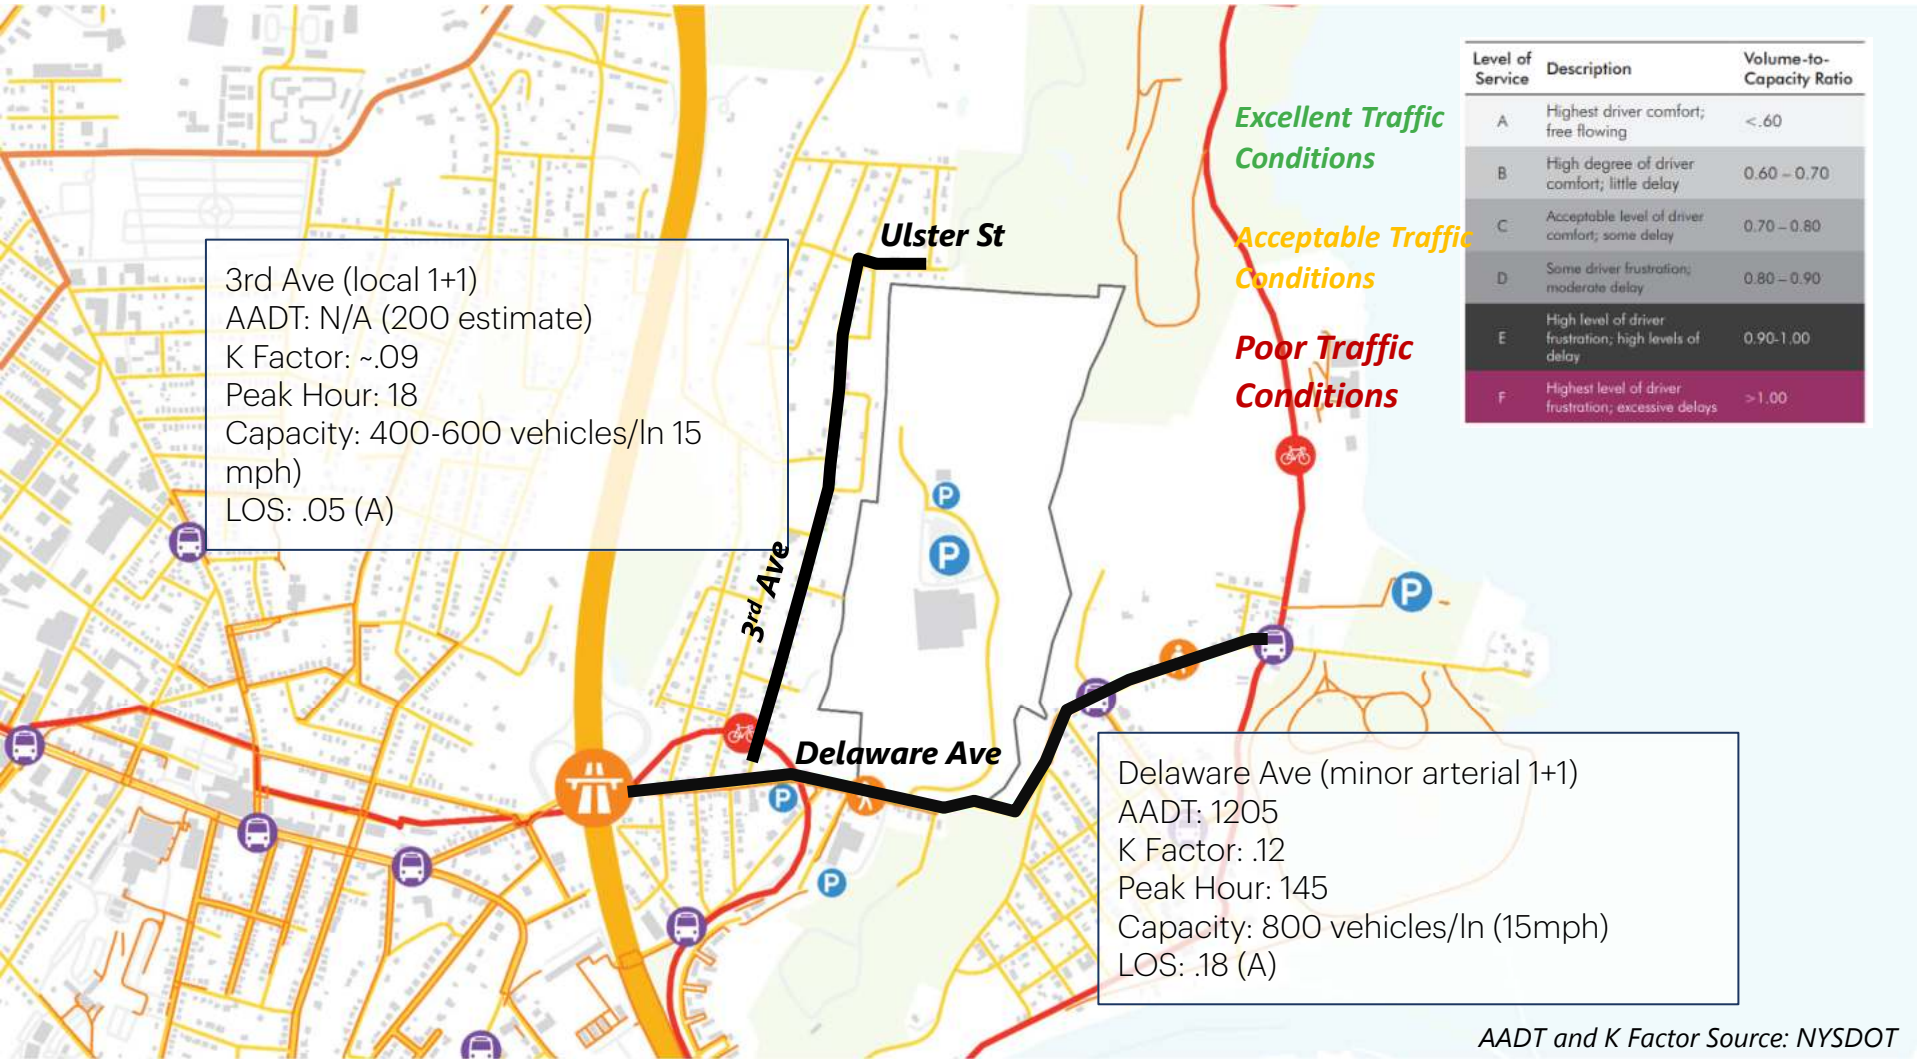 Ulster St
3rd Ave (local 1+1)
AADT: N/A (200 estimate)
K Factor: ~.09
Peak Hour: 18
Capacity: 400-600 vehicles/ln 15
mph)
LOS: .05 (A)
3rd Ave
Delaware Ave
Excellent Traffic
Conditions
Acceptable Traffic
Conditions
Poor Traffic
Conditions
Level of Service Description Volume-to-Capacity Ratio
A Highest driver comfort; free flowing <.60
B High degree of driver comfort; little delay 0.60 – 0.70
C Acceptable level of driver comfort; some delay 0.70 – 0.80
D Some driver frustration; moderate delay 0.80 – 0.90
E High level of driver frustration; high levels of delay 0.90-1.00
F Highest level of driver frustration; excessive delays >1.00
P
P
P
P
P
Delaware Ave (minor arterial 1+1)
AADT: 1205
K Factor: .12
Peak Hour: 145
Capacity: 800 vehicles/ln (15mph)
LOS: .18 (A)
AADT and K Factor Source: NYSDOT